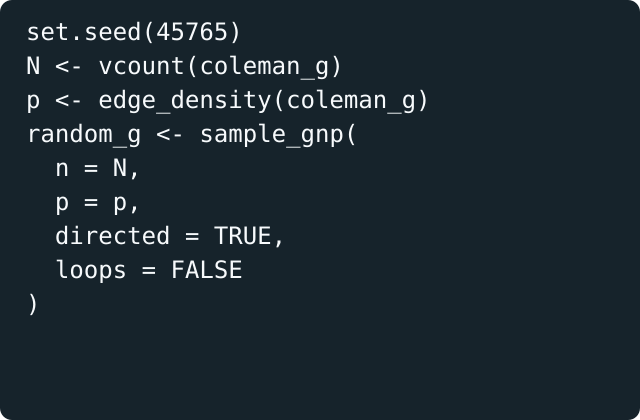 set.seed(45765)
N <- vcount(coleman_g)
p <- edge_density(coleman_g)
random_g <- sample_gnp(
  n = N,
  p = p,
  directed = TRUE,
  loops = FALSE
)